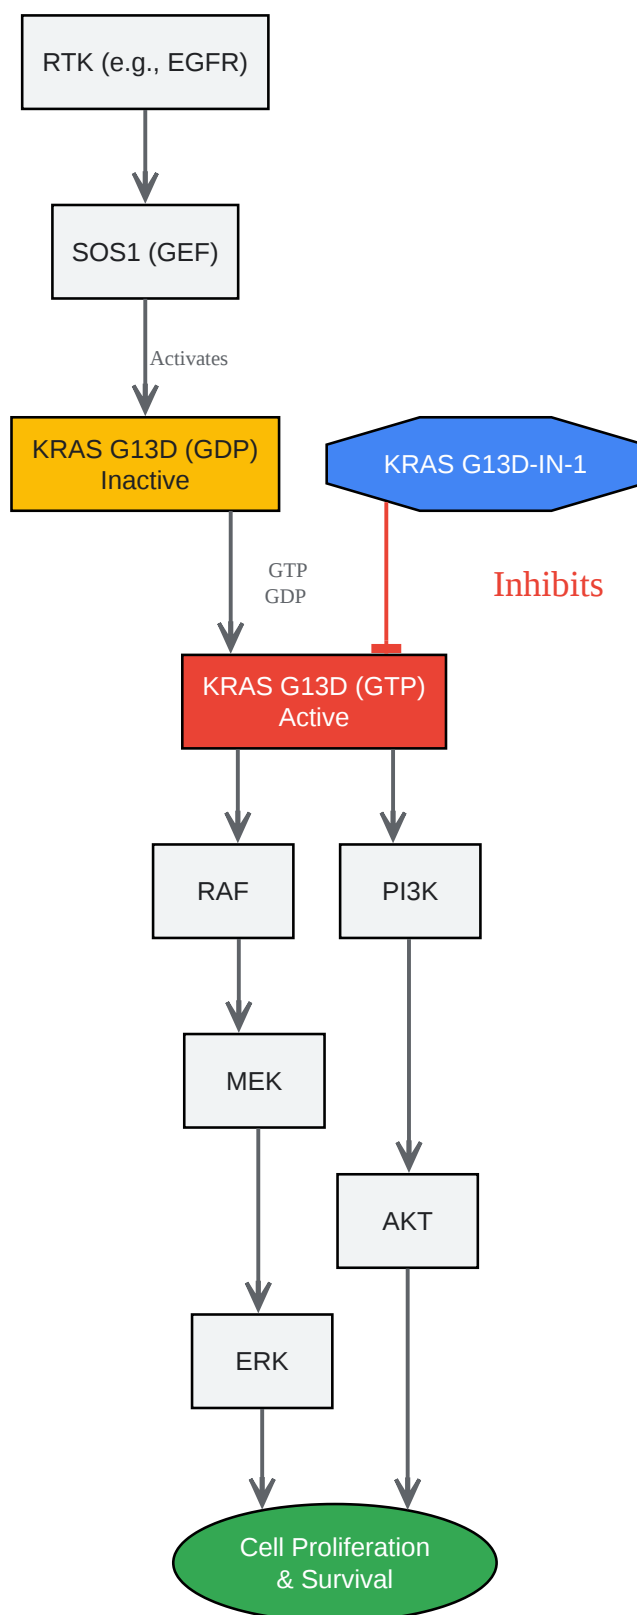 RTK (e.g., EGFR)
SOS1 (GEF)
Activates
KRAS G13D (GDP)
Inactive
KRAS G13D-IN-1
GTP
GDP
Inhibits
KRAS G13D (GTP)
Active
RAF
PI3K
MEK
AKT
ERK
Cell Proliferation
& Survival